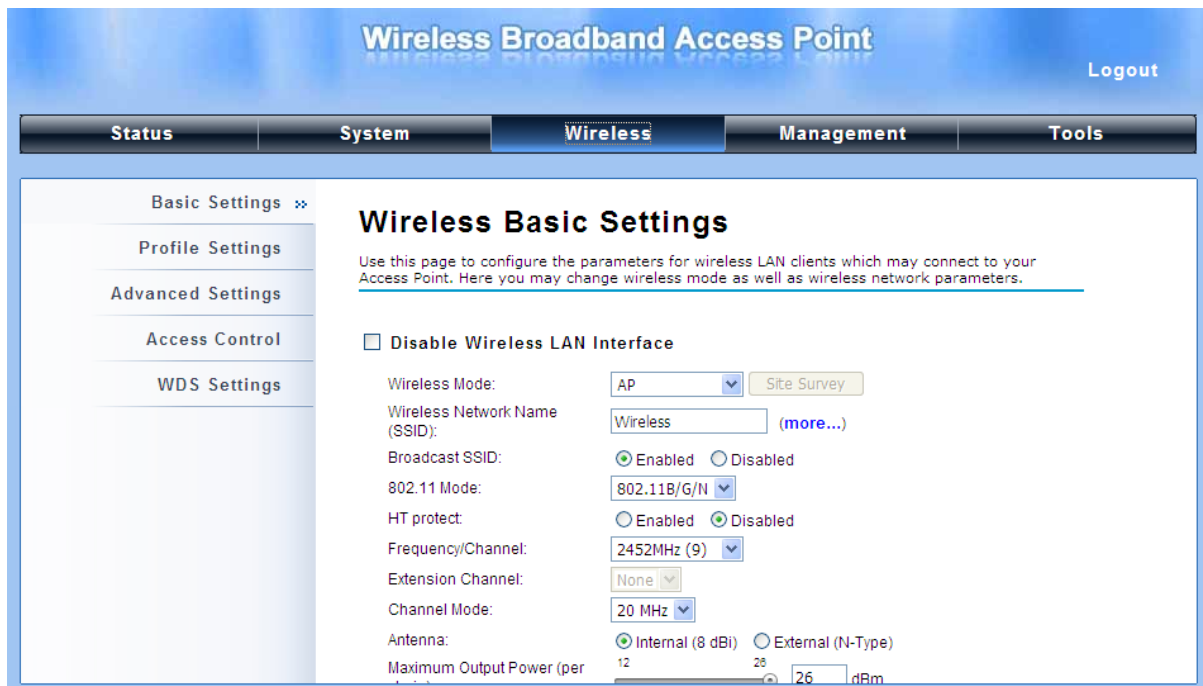 Wireless Broadband Access Point
Logout
Status System Wireless Management Tools
Basic Settings »
Profile Settings
Advanced Settings
Access Control
WDS Settings
Wireless Basic Settings
Use this page to configure the parameters for wireless LAN clients which may connect to your
Access Point. Here you may change wireless mode as well as wireless network parameters.
Disable Wireless LAN Interface
Wireless Mode: AP Site Survey
Wireless Network Name
(SSID): Wireless (more...)
Broadcast SSID: Enabled Disabled
802.11 Mode: 802.11B/G/N
HT protect: Enabled Disabled
Frequency/Channel: 2452MHz (9)
Extension Channel: None
Channel Mode: 20 MHz
Antenna: Internal (8 dBi) External (N-Type)
Maximum Output Power (per 12 26 26 dBm